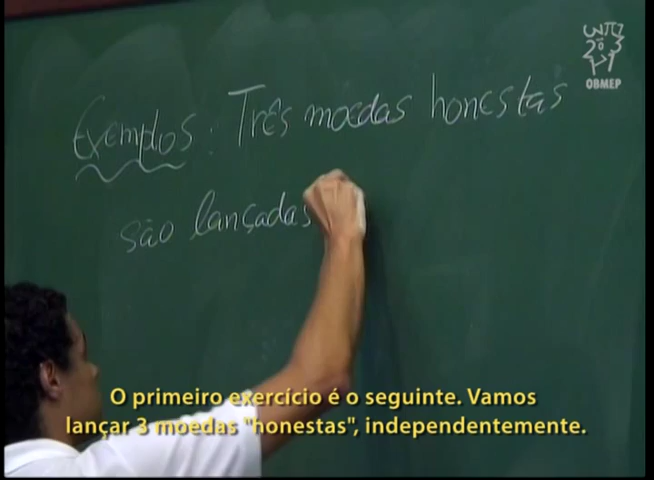 OBMEP
Exemplos: Três moedas honestas
são lançadas
O primeiro exercício é o seguinte. Vamos
lançar 3 moedas "honestas", independentemente.